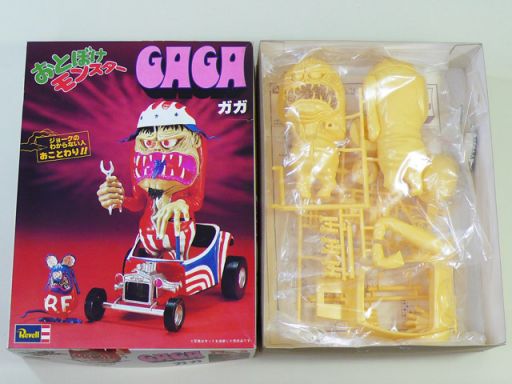 おとぼけ
モンスター
GAGA
ガガ
ジョークの
わからない人
おことわり!!
RF
Revell